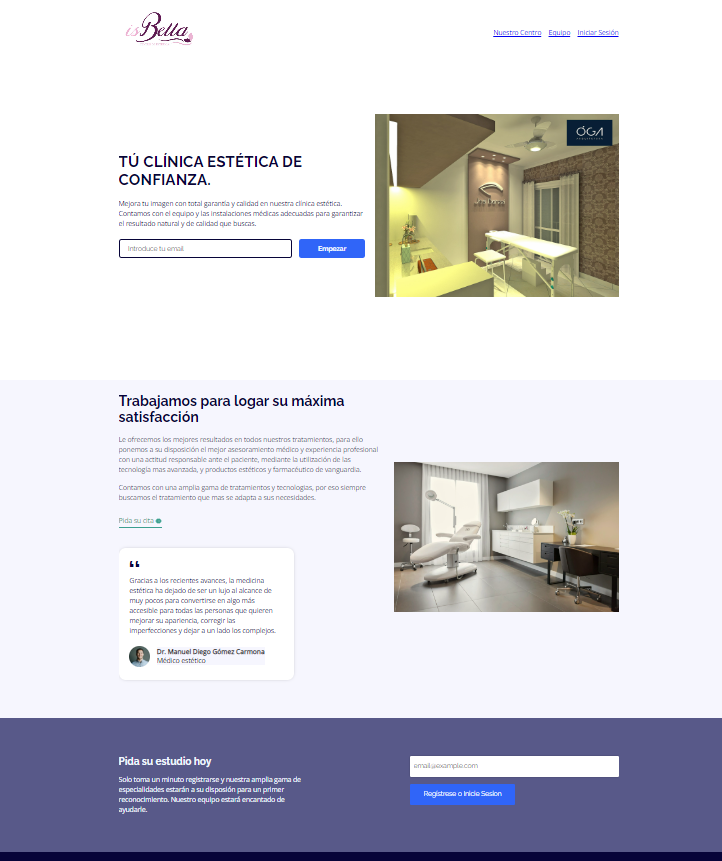 isBella
Nuestro Centro Equipo Iniciar Sesión
ÓGA
TÚ CLÍNICA ESTÉTICA DE
CONFIANZA.
Mejora tu imagen con total garantía y calidad en nuestra clínica estética.
Contamos con el equipo y las instalaciones médicas adecuadas para garantizar
el resultado natural y de calidad que buscas.
Introduce tu email
Empezar
Trabajamos para logar su máxima
satisfacción
Le ofrecemos los mejores resultados en todos nuestros tratamientos, para ello
ponemos a su disposición el mejor asesoramiento médico y experiencia profesional
con una actitud responsable ante el paciente, mediante la utilización de las
tecnología mas avanzada, y productos estéticos y farmacéutico de vanguardia.
Contamos con una amplia gama de tratamientos y tecnologías, por eso siempre
buscamos el tratamiento que mas se adapta a sus necesidades.
Pida su cita
“
Gracias a los recientes avances, la medicina
estética ha dejado de ser un lujo al alcance de
muy pocos para convertirse en algo más
accesible para todas las personas que quieren
mejorar su apariencia, corregir las
imperfecciones y dejar a un lado los complejos.
Dr. Manuel Diego Gómez Carmona
Médico estético
Pida su estudio hoy
Solo toma un minuto registrarse y nuestra amplia gama de
especialidades estarán a su disposión para un primer
reconocimiento. Nuestro equipo estará encantado de
ayudarle.
email@example.com
Registrese o Inicie Sesion